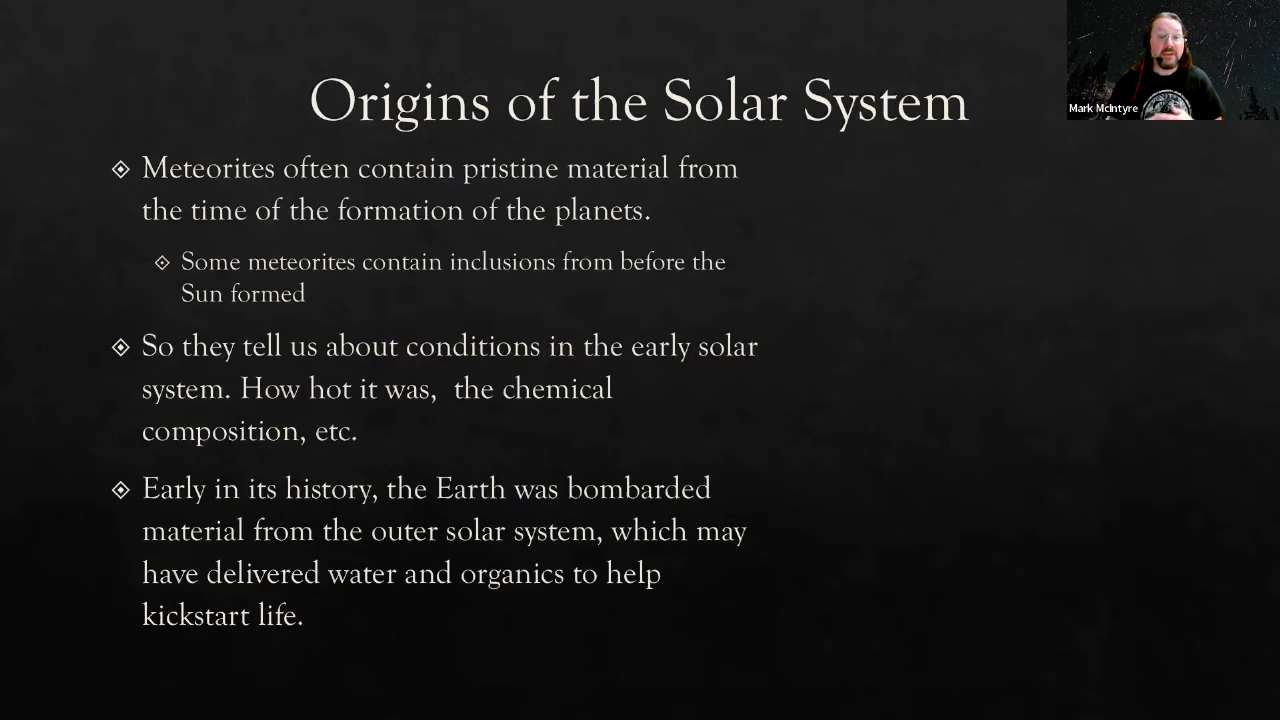 Origins of the Solar System
Mark McIntyre
Meteorites often contain pristine material from
the time of the formation of the planets.
Some meteorites contain inclusions from before the
Sun formed
So they tell us about conditions in the early solar
system. How hot it was,  the chemical
composition, etc.
Early in its history, the Earth was bombarded
material from the outer solar system, which may
have delivered water and organics to help
kickstart life.